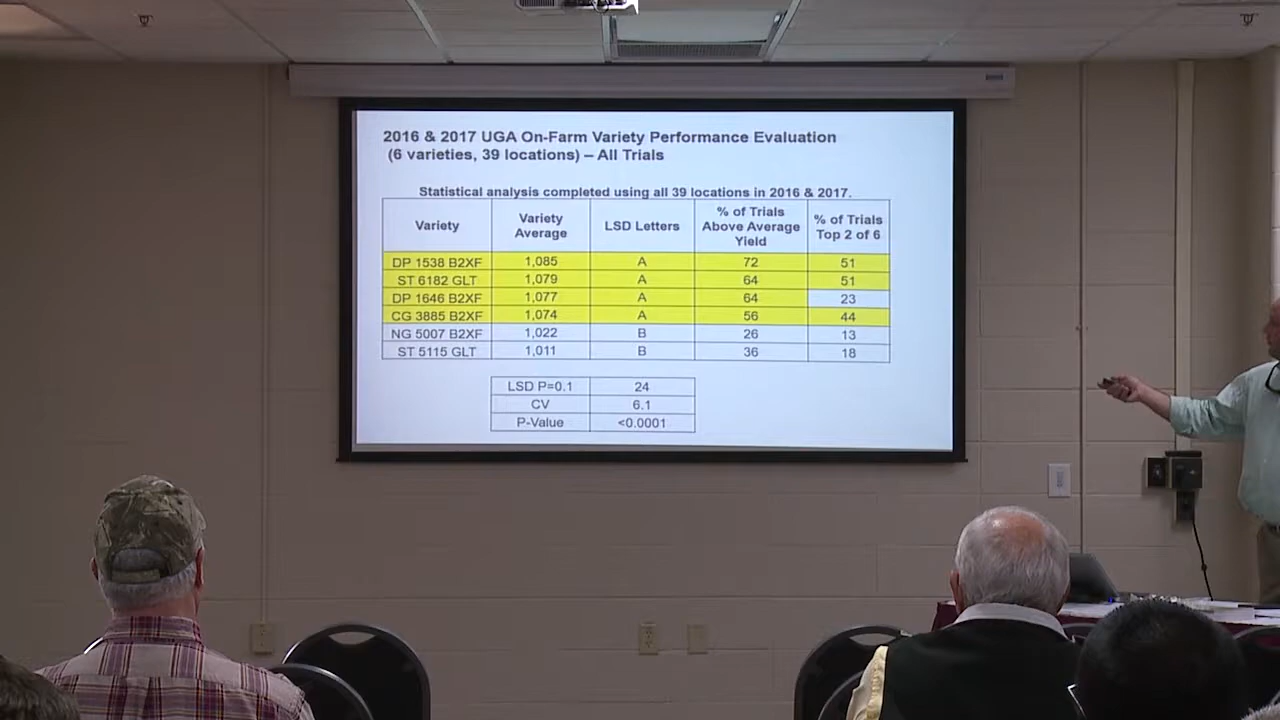 2016 & 2017 UGA On-Farm Variety Performance Evaluation
(6 varieties, 39 locations) – All Trials
Statistical analysis completed using all 39 locations in 2016 & 2017.
Variety Variety Average LSD Letters % of Trials Above Average Yield % of Trials Top 2 of 6
DP 1538 B2XF 1,085 A 72 51
ST 6182 GLT 1,079 A 64 51
DP 1646 B2XF 1,077 A 64 23
CG 3885 B2XF 1,074 A 56 44
NG 5007 B2XF 1,022 B 26 13
ST 5115 GLT 1,011 B 36 18
LSD P=0.1 24
CV 6.1
P-Value <0.0001